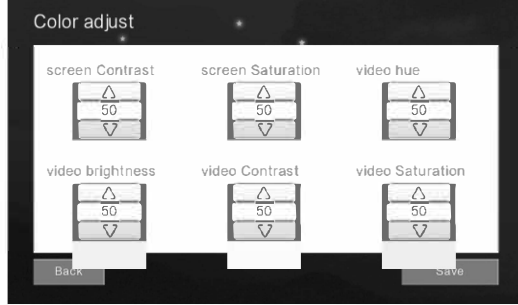 Color adjust
screen Contrast screen Saturation video hue
50 50 50
video brightness video Contrast video Saturation
50 50 50
Back Save